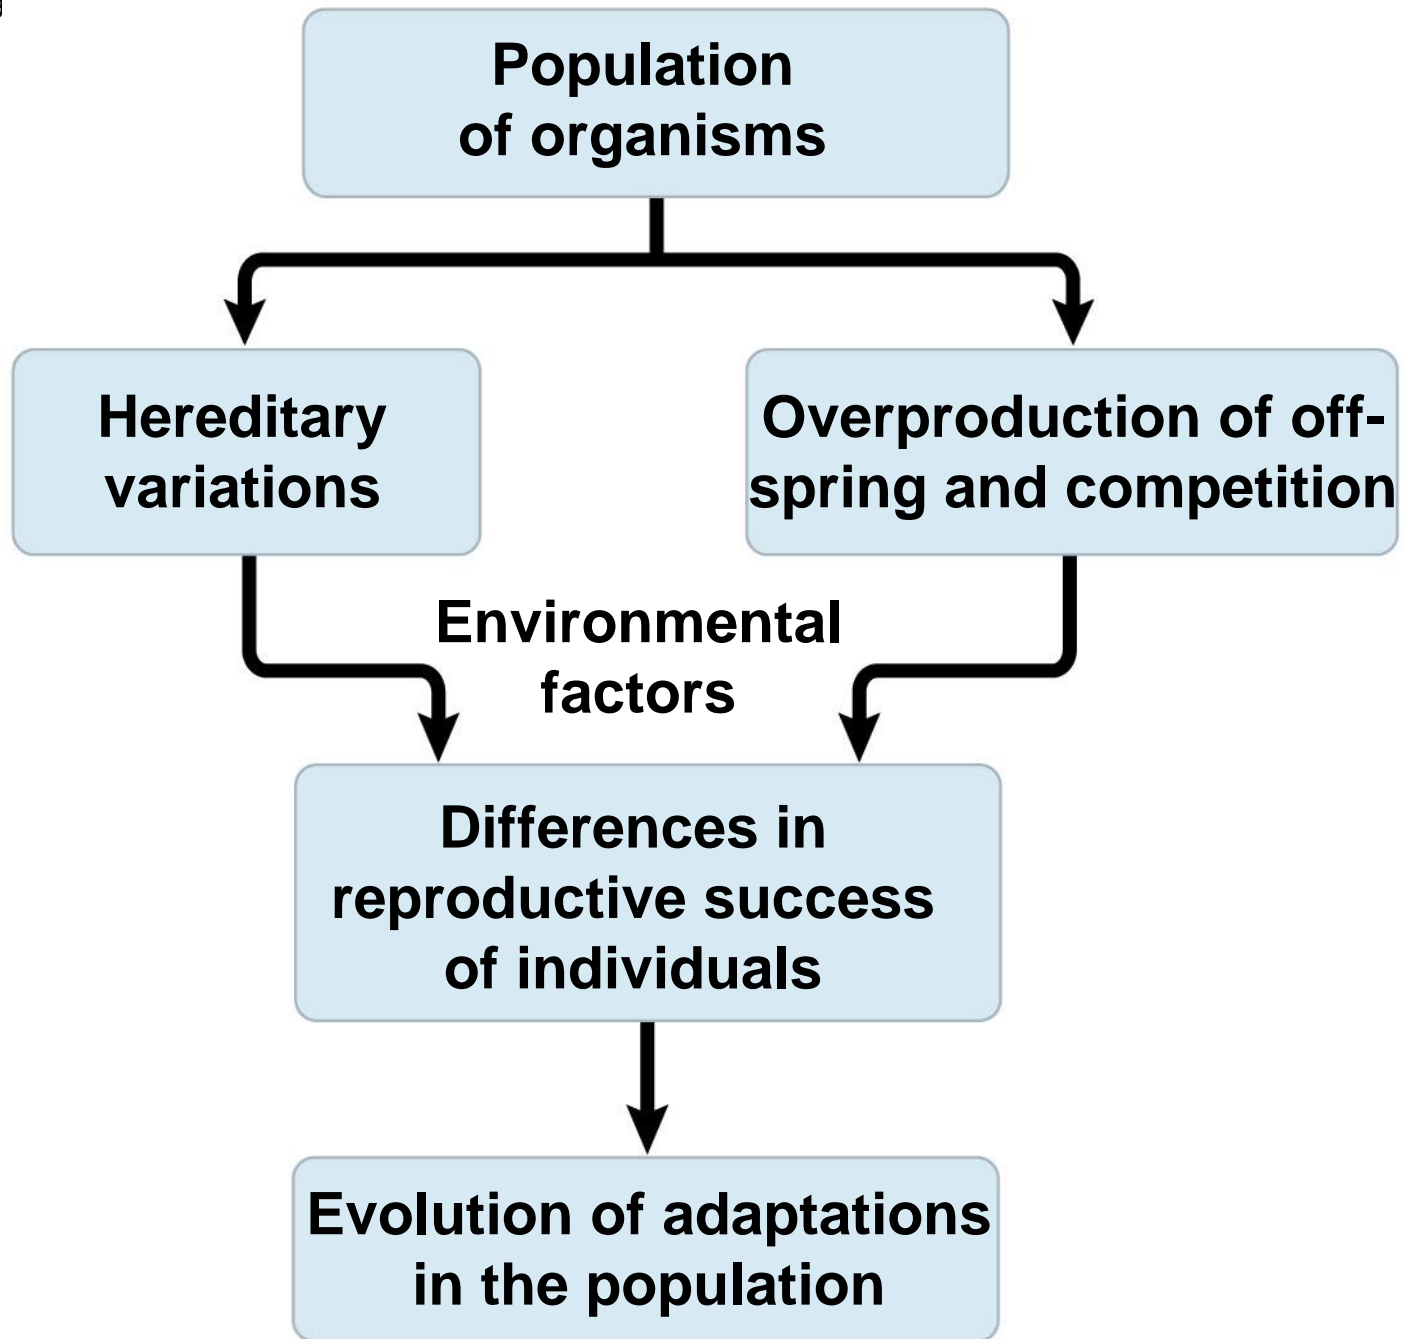 Population
of organisms
Hereditary
variations
Overproduction of off-
spring and competition
Environmental
factors
Differences in
reproductive success
of individuals
Evolution of adaptations
in the population